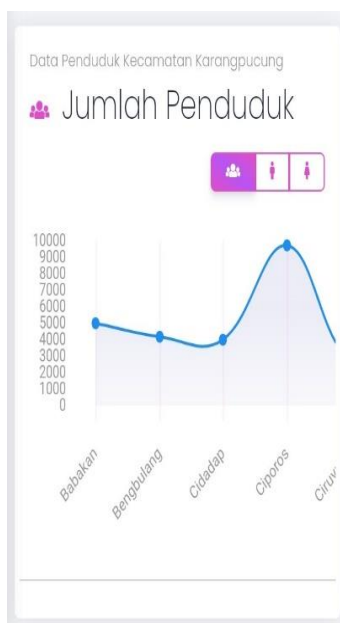 Data Penduduk Kecamatan Karangpucung
Jumlah Penduduk
10000
9000
8000
7000
6000
5000
4000
3000
2000
1000
0
Babakan
Bengbulang
Cidadap
Ciporos